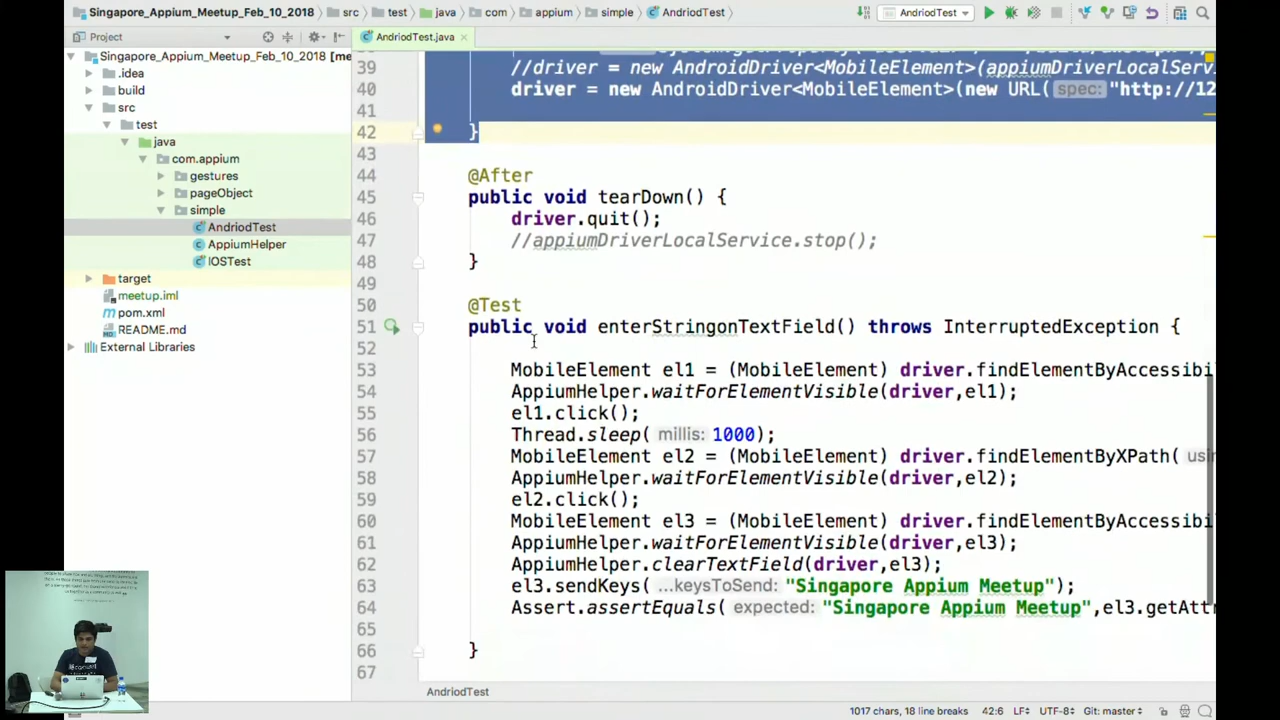 Singapore_Appium_Meetup_Feb_10_2018 src test java com appium simple AndriodTest AndriodTest
Project AndriodTest.java
Singapore_Appium_Meetup_Feb_10_2018 [me
.idea
build
src
test
java
com.appium
gestures
pageObject
simple
AndriodTest
AppiumHelper
IOSTest
target
meetup.iml
pom.xml
README.md
External Libraries
39 //driver = new AndroidDriver<MobileElement>(appiumDriverLocalServ
40 driver = new AndroidDriver<MobileElement>(new URL( spec: "http://12
41
42 }
43
44 @After
45 public void tearDown() {
46 driver.quit();
47 //appiumDriverLocalService.stop();
48 }
49
50 @Test
51 public void enterStringonTextField() throws InterruptedException {
52
53 MobileElement el1 = (MobileElement) driver.findElementByAccessibi
54 AppiumHelper.waitForElementVisible(driver,el1);
55 el1.click();
56 Thread.sleep( millis: 1000);
57 MobileElement el2 = (MobileElement) driver.findElementByXPath( usin
58 AppiumHelper.waitForElementVisible(driver,el2);
59 el2.click();
60 MobileElement el3 = (MobileElement) driver.findElementByAccessibi
61 AppiumHelper.waitForElementVisible(driver,el3);
62 AppiumHelper.clearTextField(driver,el3);
63 el3.sendKeys( ...keysToSend: "Singapore Appium Meetup");
64 Assert.assertEquals( expected: "Singapore Appium Meetup",el3.getAttr
65
66 }
67
AndriodTest
1017 chars, 18 line breaks 42:6 LF÷ UTF-8÷ Git: master÷